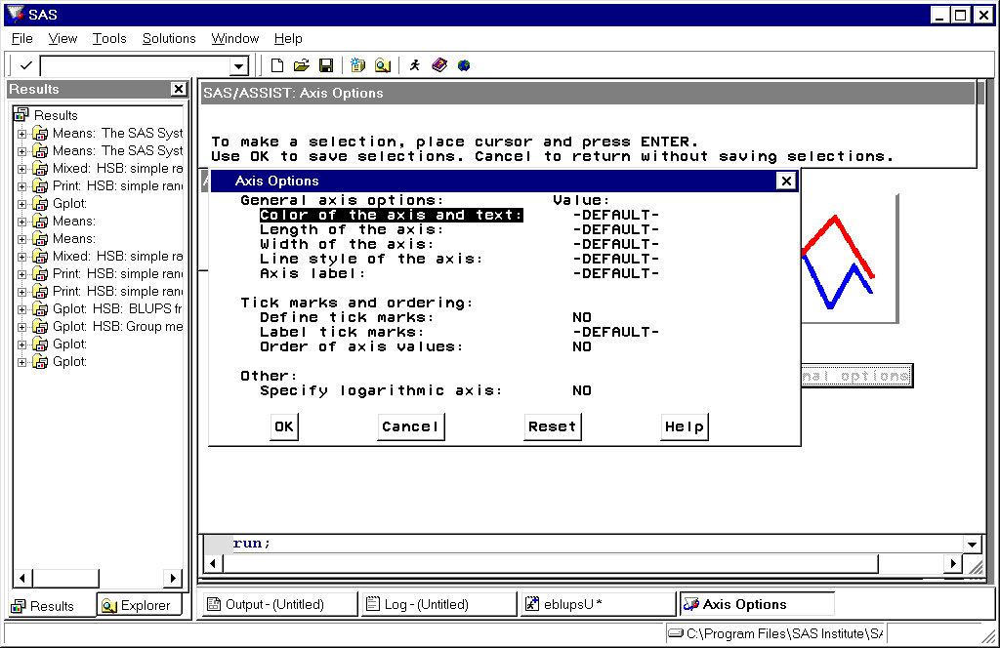 SAS
File View Tools Solutions Window Help
Results
Results
Means: The SAS Syst
Means: The SAS Syst
Mixed: HSB: simple ran
Print: HSB: simple ran
Gplot:
Means:
Means:
Mixed: HSB: simple ra
Print: HSB: simple ran
Print: HSB: simple ran
Gplot: HSB: BLUPS fr
Gplot: HSB: Group me
Gplot:
Gplot:
Results
Explorer
SAS/ASSIST: Axis Options
To make a selection, place cursor and press ENTER.
Use OK to save selections. Cancel to return without saving selections.
Axis Options
General axis options: Value:
Color of the axis and text: -DEFAULT-
Length of the axis: -DEFAULT-
Width of the axis: -DEFAULT-
Line style of the axis: -DEFAULT-
Axis label: -DEFAULT-
Tick marks and ordering:
Define tick marks: NO
Label tick marks: -DEFAULT-
Order of axis values: NO
Other:
Specify logarithmic axis: NO
OK Cancel Reset Help
nal options
run;
Output - (Untitled)
Log - (Untitled)
eblupsU *
Axis Options
C:\Program Files\SAS Institute\SA